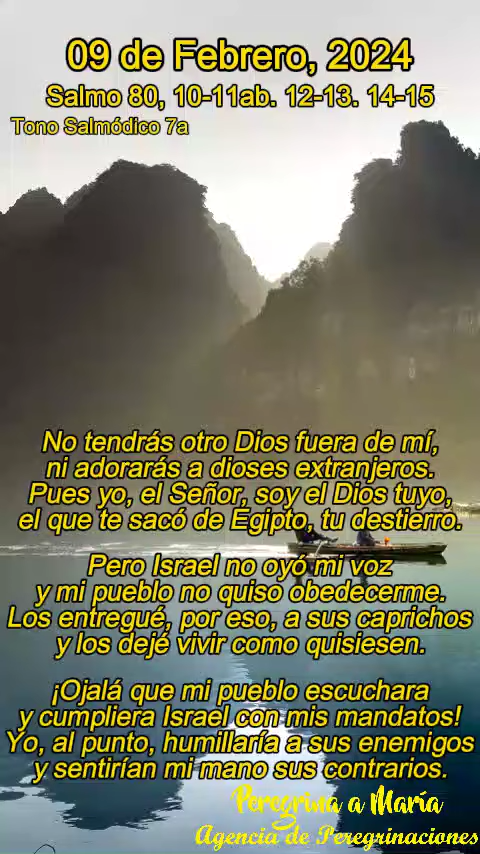 09 de Febrero, 2024
Salmo 80, 10-11ab. 12-13. 14-15
Tono Salmódico 7a
No tendrás otro Dios fuera de mí,
ni adorarás a dioses extranjeros.
Pues yo, el Señor, soy el Dios tuyo,
el que te sacó de Egipto, tu destierro.
Pero Israel no oyó mi voz
y mi pueblo no quiso obedecerme.
Los entregué, por eso, a sus caprichos
y los dejé vivir como quisiesen.
¡Ojalá que mi pueblo escuchara
y cumpliera Israel con mis mandatos!
Yo, al punto, humillaría a sus enemigos
y sentirían mi mano sus contrarios.
Peregrina a María
Agencia de Peregrinaciones